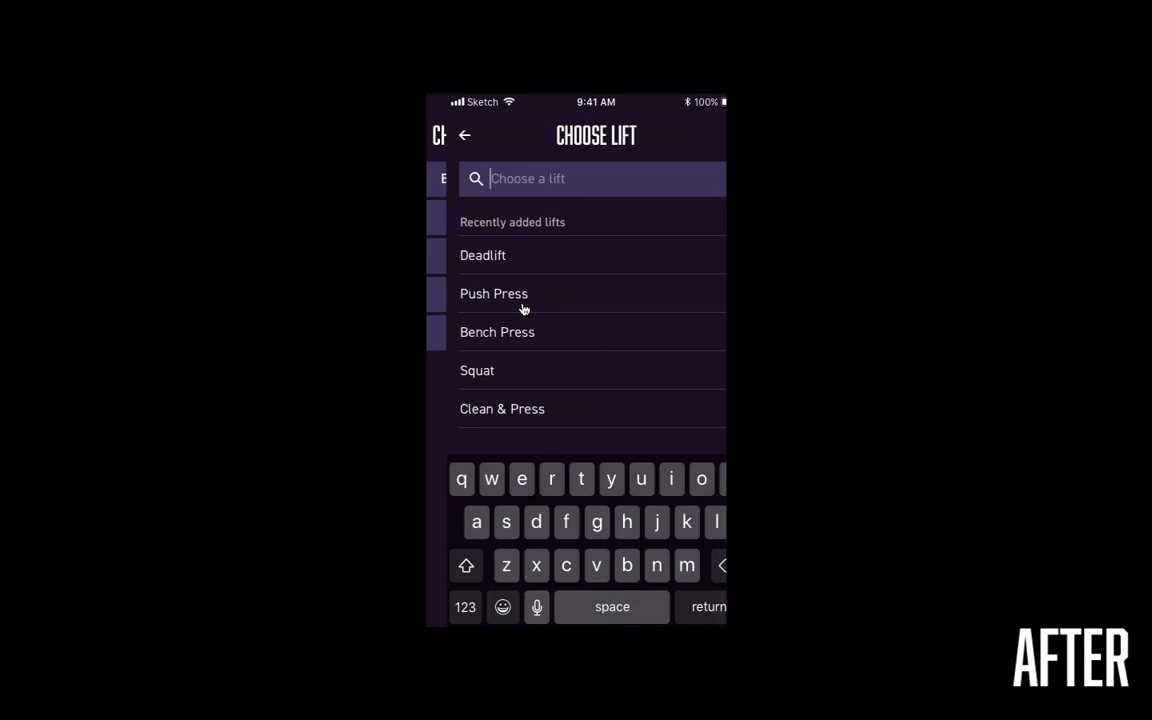 Sketch 9:41 AM 100%
CH CHOOSE LIFT
E Choose a lift
Recently added lifts
Deadlift
Push Press
Bench Press
Squat
Clean & Press
q w e r t y u i o
a s d f g h j k l
z x c v b n m
123 space return
AFTER